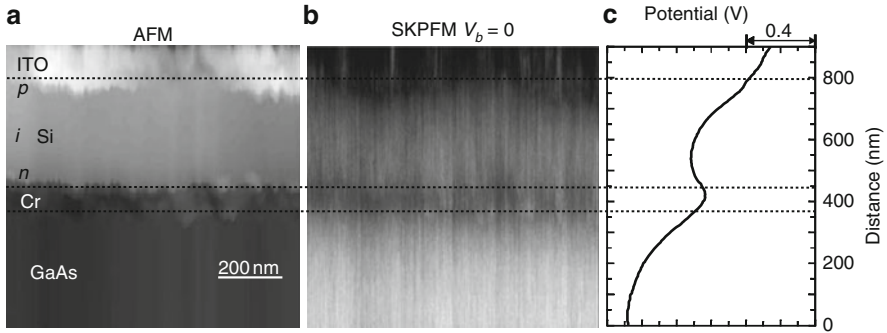 a
AFM
ITO
p
i Si
n
Cr
GaAs
200 nm
b
SKPFM V_b = 0
c
Potential (V)
0.4
800
600
400
200
0
Distance (nm)